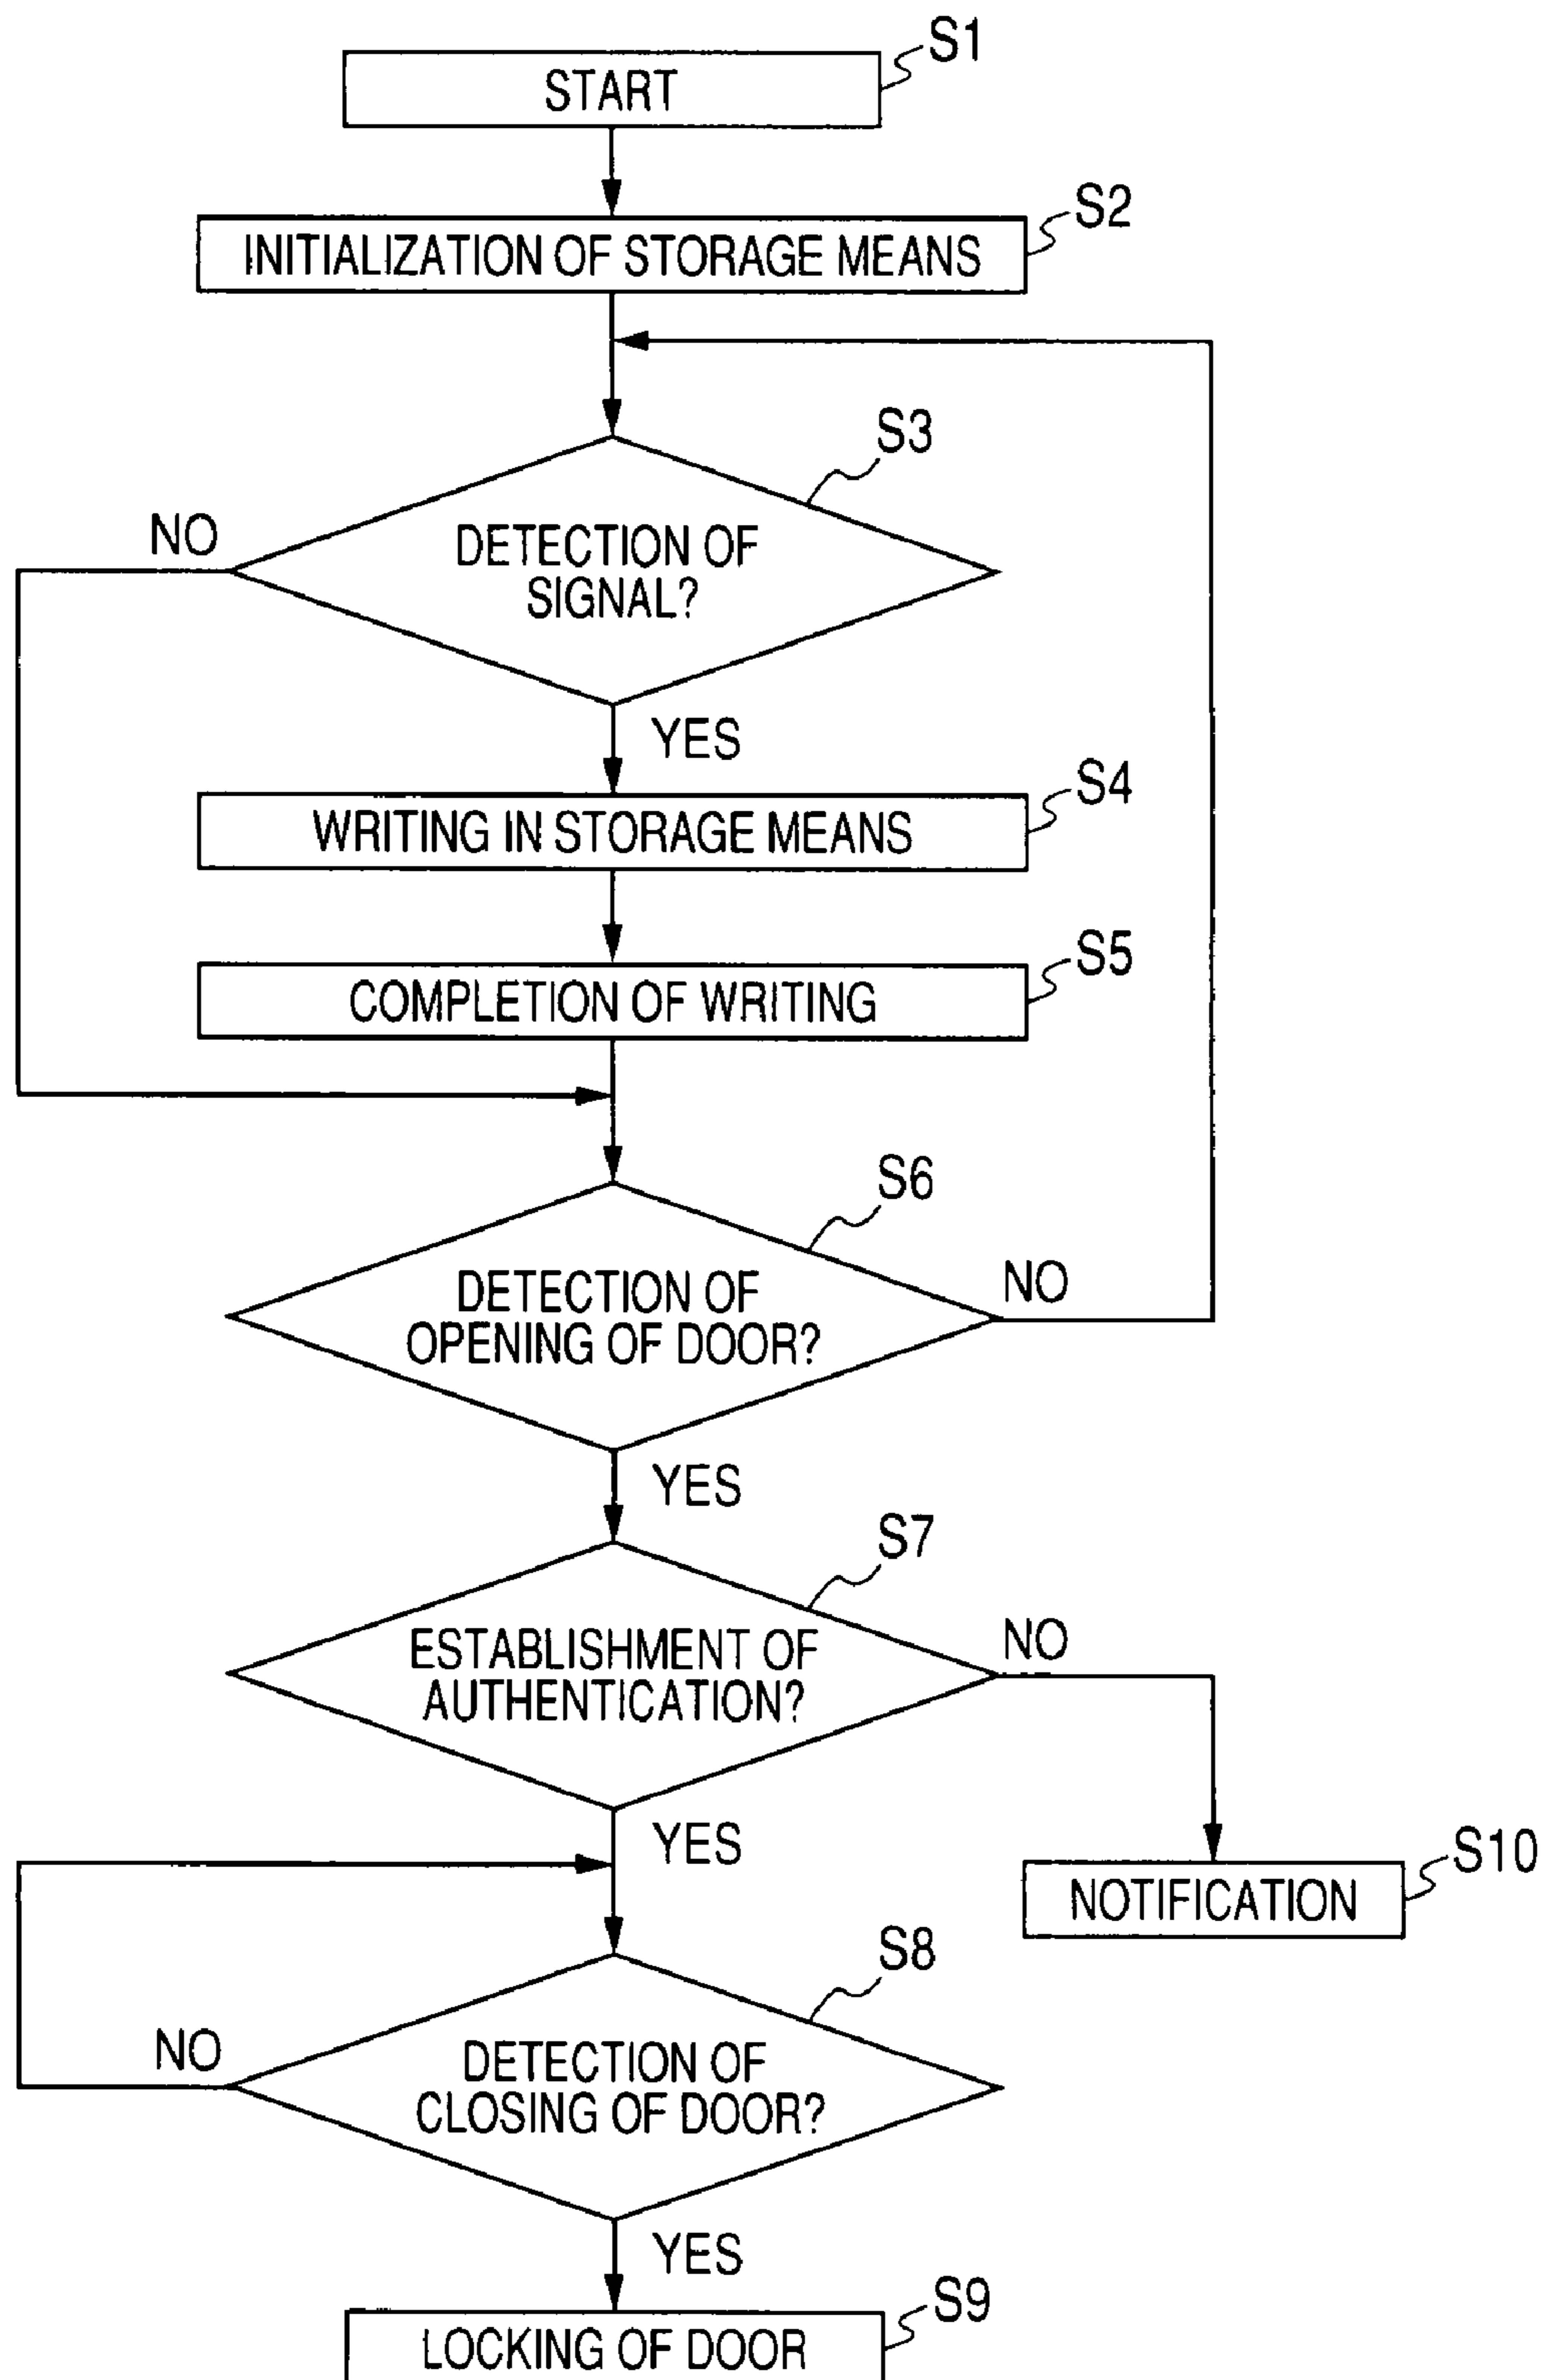 S1
START
S2
INITIALIZATION OF STORAGE MEANS
S3
NO
DETECTION OF
SIGNAL?
YES
S4
WRITING IN STORAGE MEANS
S5
COMPLETION OF WRITING
S6
DETECTION OF
OPENING OF DOOR?
NO
YES
S7
ESTABLISHMENT OF
AUTHENTICATION?
NO
YES
S10
NOTIFICATION
S8
NO
DETECTION OF
CLOSING OF DOOR?
YES
S9
LOCKING OF DOOR